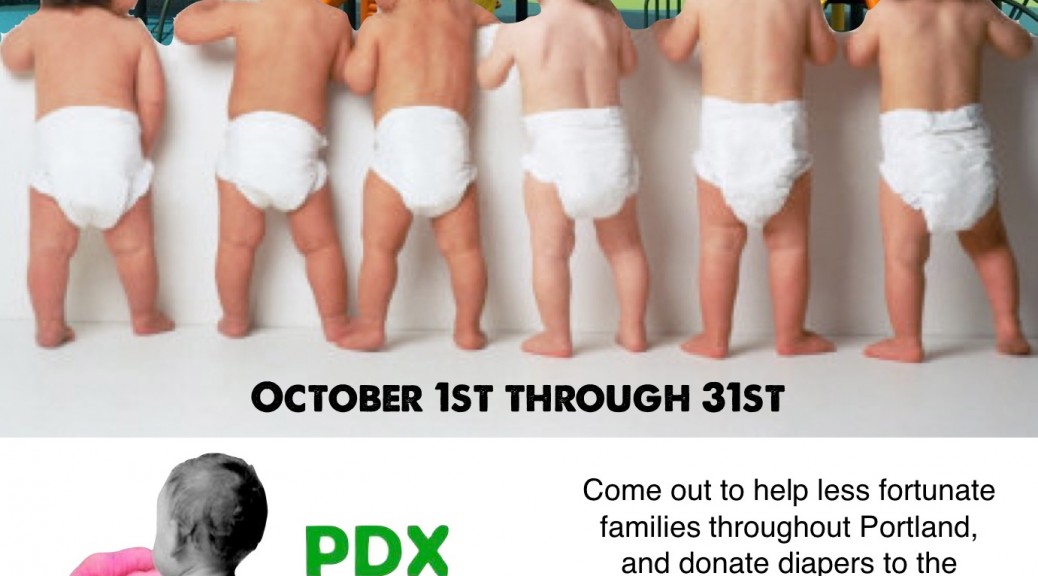 October 1st through 31st
PDX
Come out to help less fortunate
families throughout Portland,
and donate diapers to the